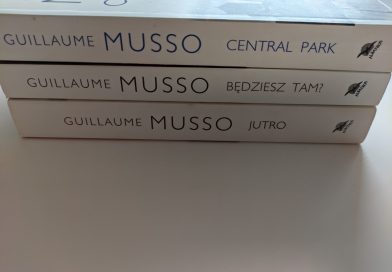 GUILLAUME MUSSO CENTRAL PARK
GUILLAUME MUSSO BĘDZIESZ TAM?
GUILLAUME MUSSO JUTRO